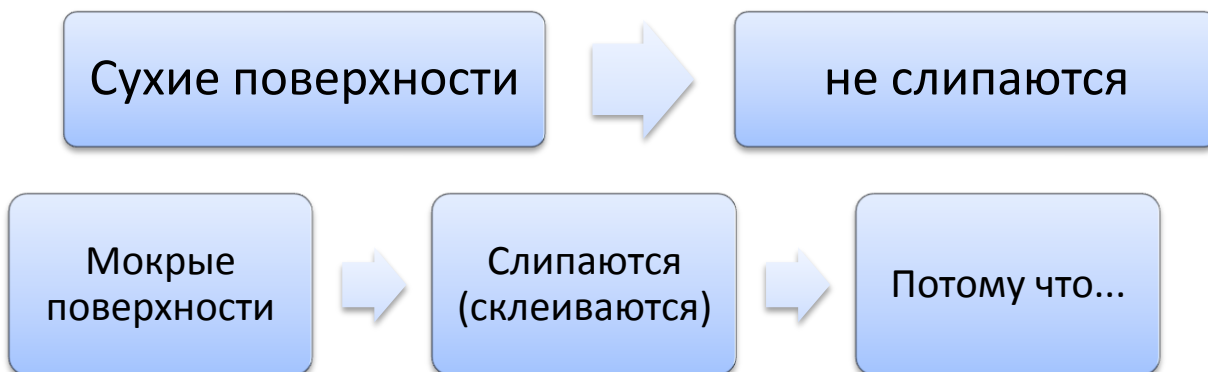 Сухие поверхности
не слипаются
Мокрые
поверхности
Слипаются
(склеиваются)
Потому что...